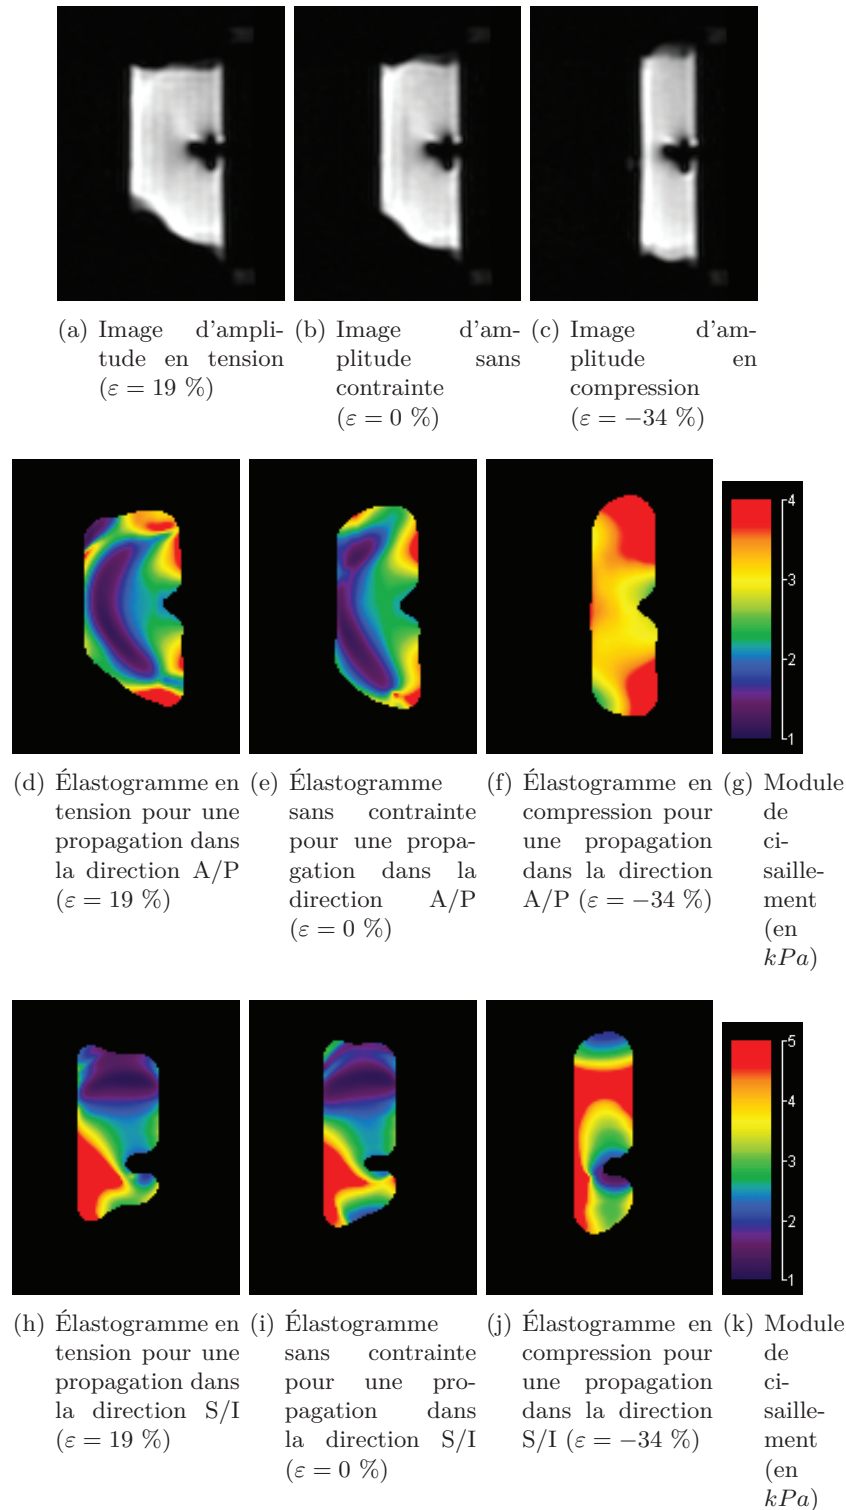 (a) Image d'ampli-
tude en tension
(ε = 19 %)
(b) Image d'am-
plitude sans
contrainte
(ε = 0 %)
(c) Image d'am-
plitude en
compression
(ε = −34 %)
4
3
2
1
(d) Élastogramme en
tension pour une
propagation dans
la direction A/P
(ε = 19 %)
(e) Élastogramme
sans contrainte
pour une propa-
gation dans la
direction A/P
(ε = 0 %)
(f) Élastogramme en
compression pour
une propagation
dans la direction
A/P (ε = −34 %)
(g) Module
de
ci-
saille-
ment
(en
kPa)
5
4
3
2
1
(h) Élastogramme en
tension pour une
propagation dans
la direction S/I
(ε = 19 %)
(i) Élastogramme
sans contrainte
pour une pro-
pagation dans
la direction S/I
(ε = 0 %)
(j) Élastogramme en
compression pour
une propagation
dans la direction
S/I (ε = −34 %)
(k) Module
de
ci-
saille-
ment
(en
kPa)